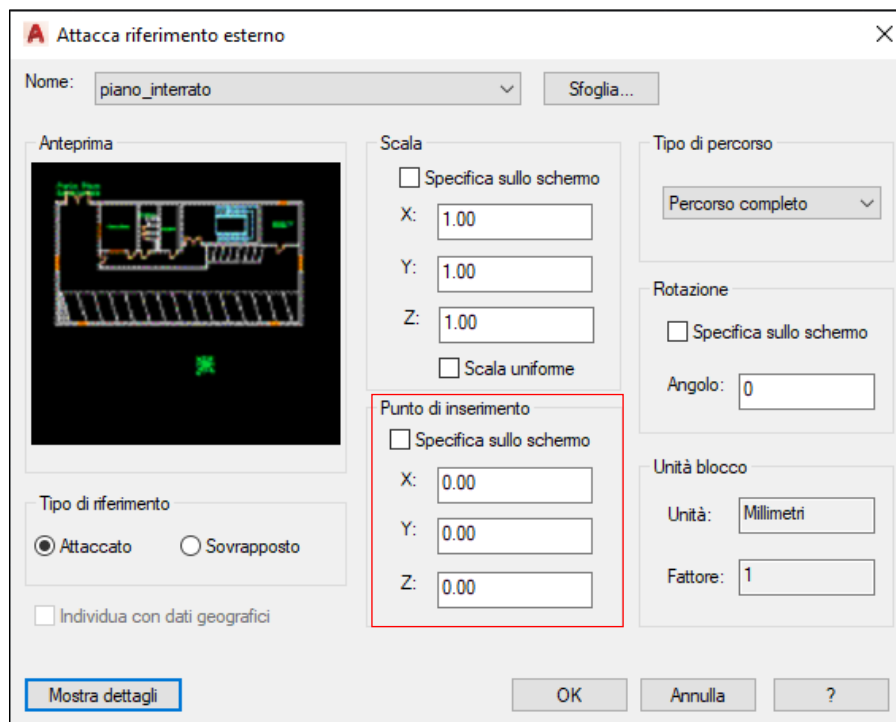 Attacca riferimento esterno
Nome:
piano_interrato
Sfoglia...
Anteprima
Tipo di riferimento
Attaccato
Sovrapposto
Individua con dati geografici
Scala
Specifica sullo schermo
X: 1.00
Y: 1.00
Z: 1.00
Scala uniforme
Punto di inserimento
Specifica sullo schermo
X: 0.00
Y: 0.00
Z: 0.00
Tipo di percorso
Percorso completo
Rotazione
Specifica sullo schermo
Angolo: 0
Unità blocco
Unità: Millimetri
Fattore: 1
Mostra dettagli
OK
Annulla
?